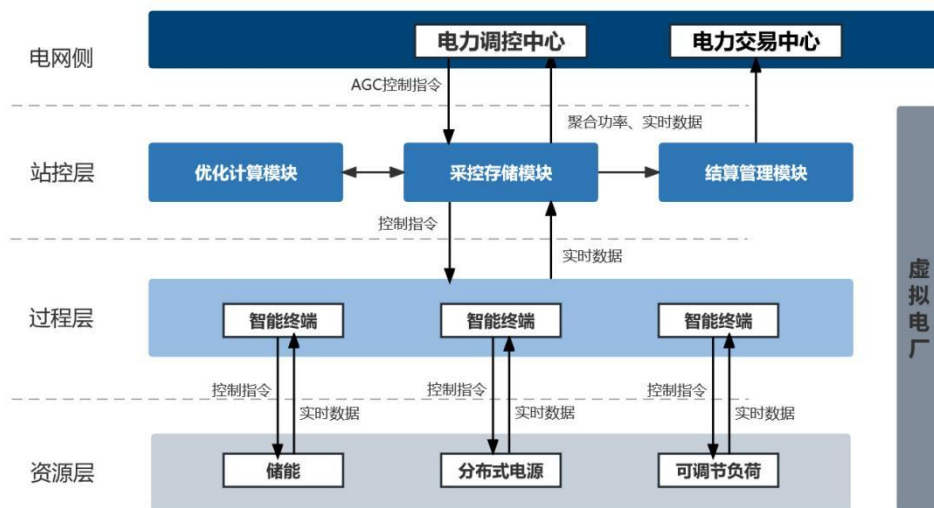 电网侧
电力调控中心
电力交易中心
AGC控制指令
聚合功率、实时数据
站控层
优化计算模块
采控存储模块
结算管理模块
控制指令
实时数据
过程层
智能终端
智能终端
智能终端
控制指令
实时数据
控制指令
实时数据
控制指令
实时数据
资源层
储能
分布式电源
可调节负荷
虚拟电厂